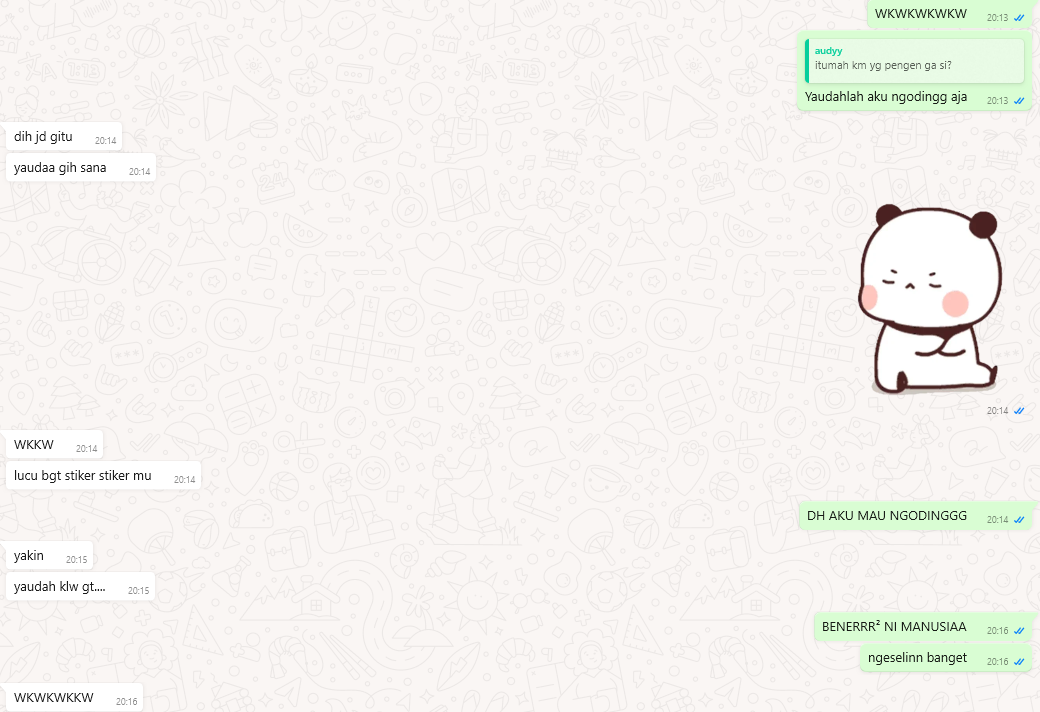 WKWKWKWKW 20:13
audyy
itumah km yg pengen ga si?
Yaudahlah aku ngodingg aja 20:13
dih jd gitu 20:14
yaudaa gih sana 20:14
20:14
WKKW 20:14
lucu bgt stiker stiker mu 20:14
DH AKU MAU NGODINGGG 20:14
yakin 20:15
yaudah klw gt.... 20:15
BENERRR² NI MANUSIAA 20:16
ngeselinn banget 20:16
WKWKWKKW 20:16